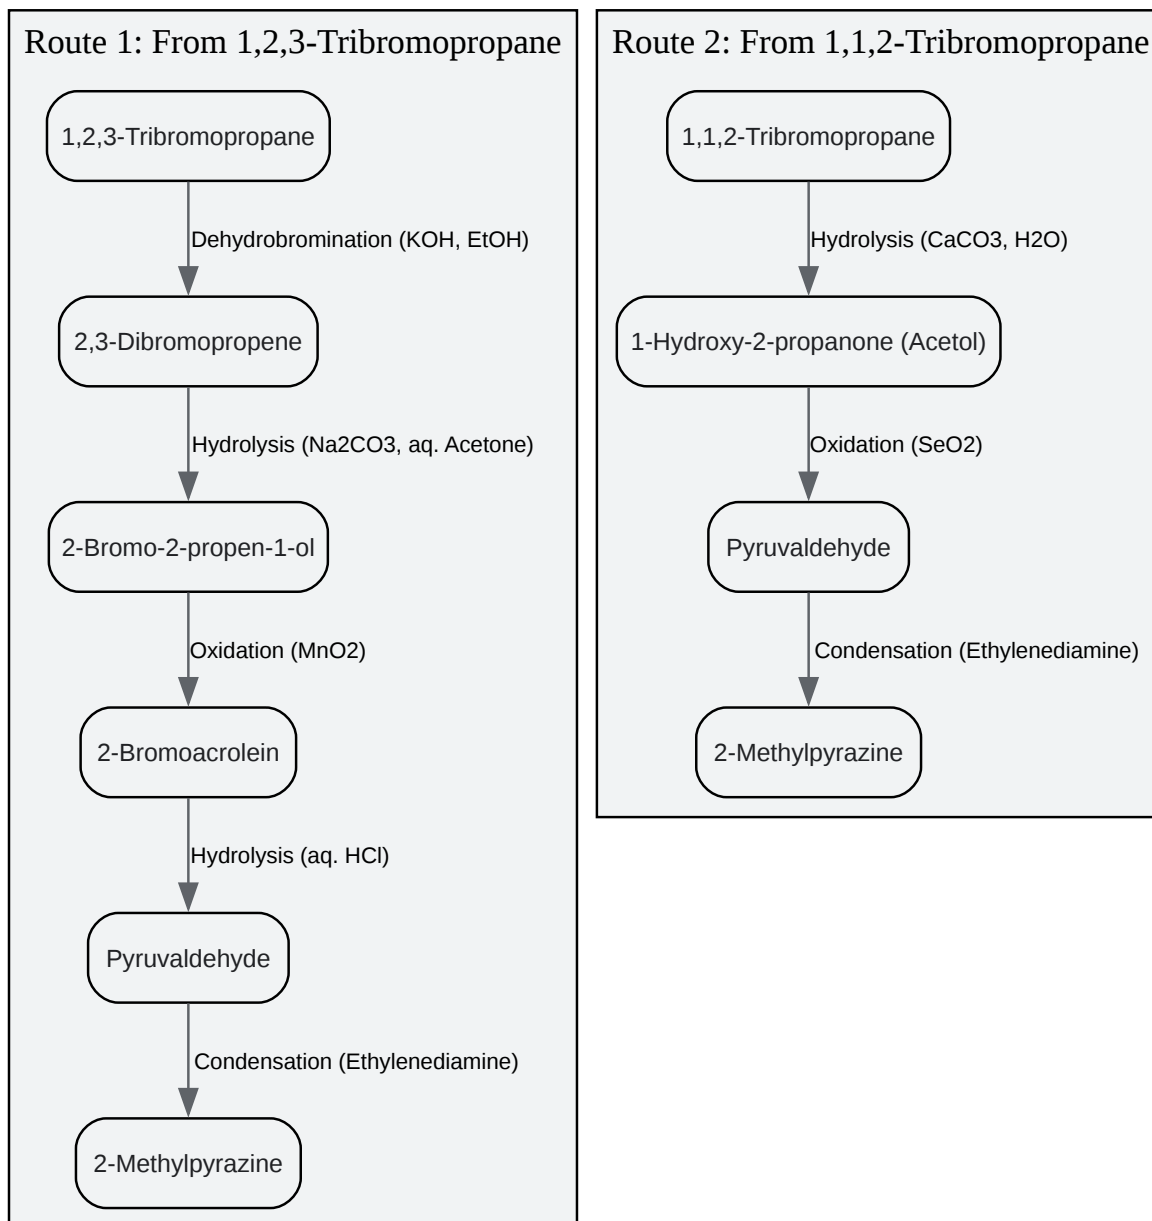 Route 1: From 1,2,3-Tribromopropane
1,2,3-Tribromopropane
Dehydrobromination (KOH, EtOH)
2,3-Dibromopropene
Hydrolysis (Na2CO3, aq. Acetone)
2-Bromo-2-propen-1-ol
Oxidation (MnO2)
2-Bromoacrolein
Hydrolysis (aq. HCl)
Pyruvaldehyde
Condensation (Ethylenediamine)
2-Methylpyrazine
Route 2: From 1,1,2-Tribromopropane
1,1,2-Tribromopropane
Hydrolysis (CaCO3, H2O)
1-Hydroxy-2-propanone (Acetol)
Oxidation (SeO2)
Pyruvaldehyde
Condensation (Ethylenediamine)
2-Methylpyrazine